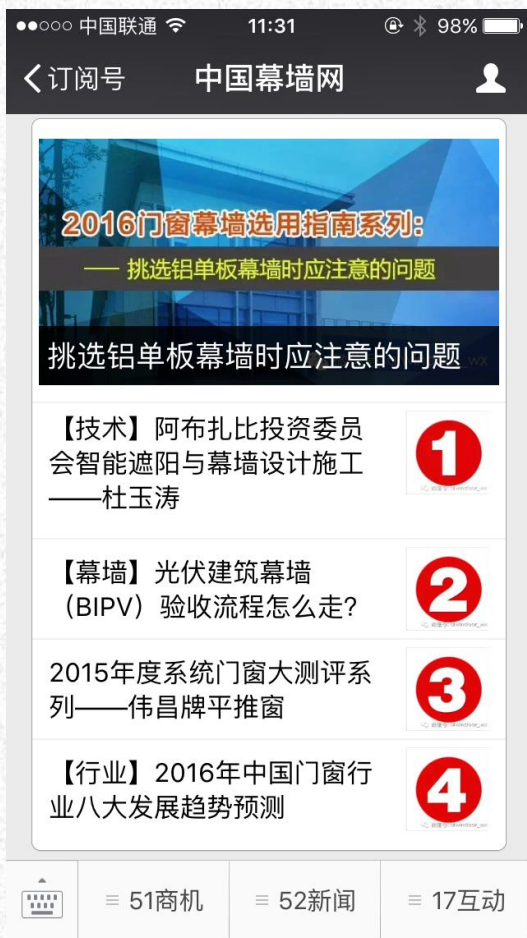 中国联通 11:31 98%
订阅号 中国幕墙网
2016门窗幕墙选用指南系列:
—— 挑选铝单板幕墙时应注意的问题
挑选铝单板幕墙时应注意的问题
【技术】阿布扎比投资委员
会智能遮阳与幕墙设计施工
——杜玉涛
1
【幕墙】光伏建筑幕墙
（BIPV）验收流程怎么走?
2
2015年度系统门窗大测评系
列——伟昌牌平推窗
3
【行业】2016年中国门窗行
业八大发展趋势预测
4
51商机 52新闻 17互动